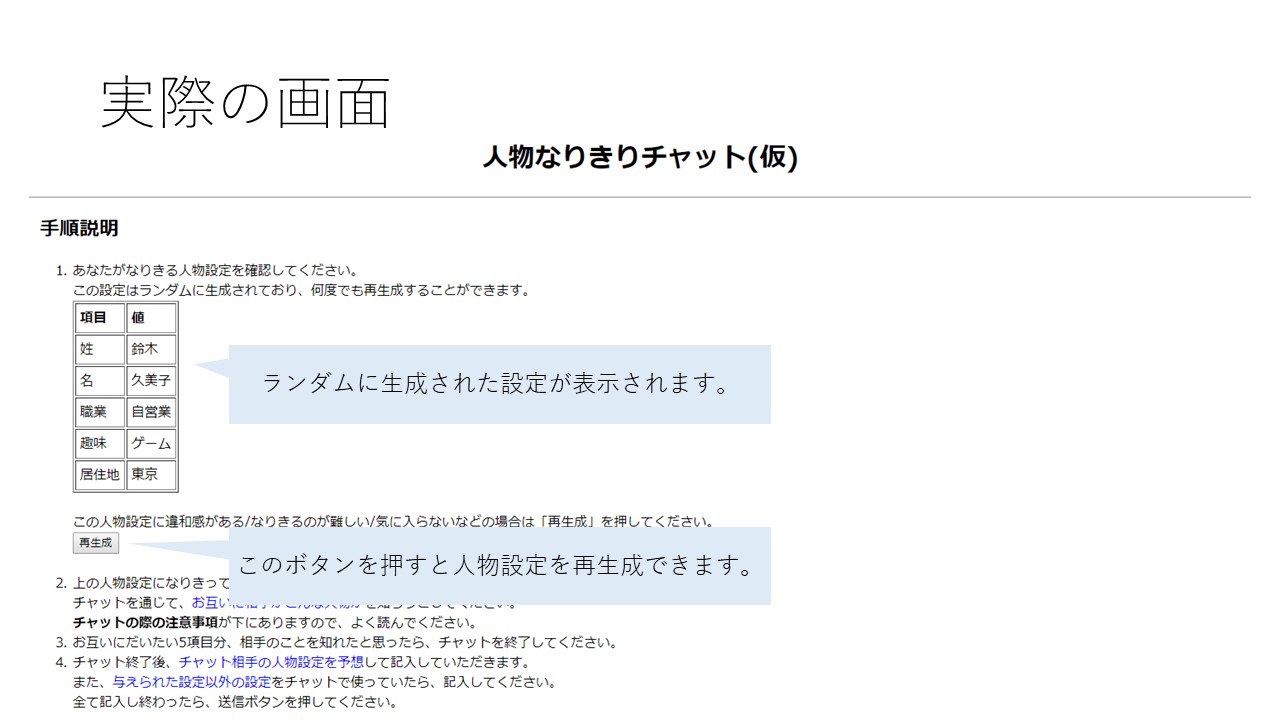 実際の画面
人物なりきりチャット(仮)
手順説明
1. あなたがなりきる人物設定を確認してください。
この設定はランダムに生成されており、何度でも再生成することができます。
項目 値
姓 鈴木
名 久美子
職業 自営業
趣味 ゲーム
居住地 東京
ランダムに生成された設定が表示されます。
この人物設定に違和感がある/なりきるのが難しい/気に入らないなどの場合は「再生成」を押してください。
再生成
このボタンを押すと人物設定を再生成できます。
2. 上の人物設定になりきって
チャットを通じて、お互い
チャットの際の注意事項が下にありますので、よく読んでください。
3. お互いにだいたい5項目分、相手のことを知れたと思ったら、チャットを終了してください。
4. チャット終了後、チャット相手の人物設定を予想して記入していただきます。
また、与えられた設定以外の設定をチャットで使っていたら、記入してください。
全て記入し終わったら、送信ボタンを押してください。